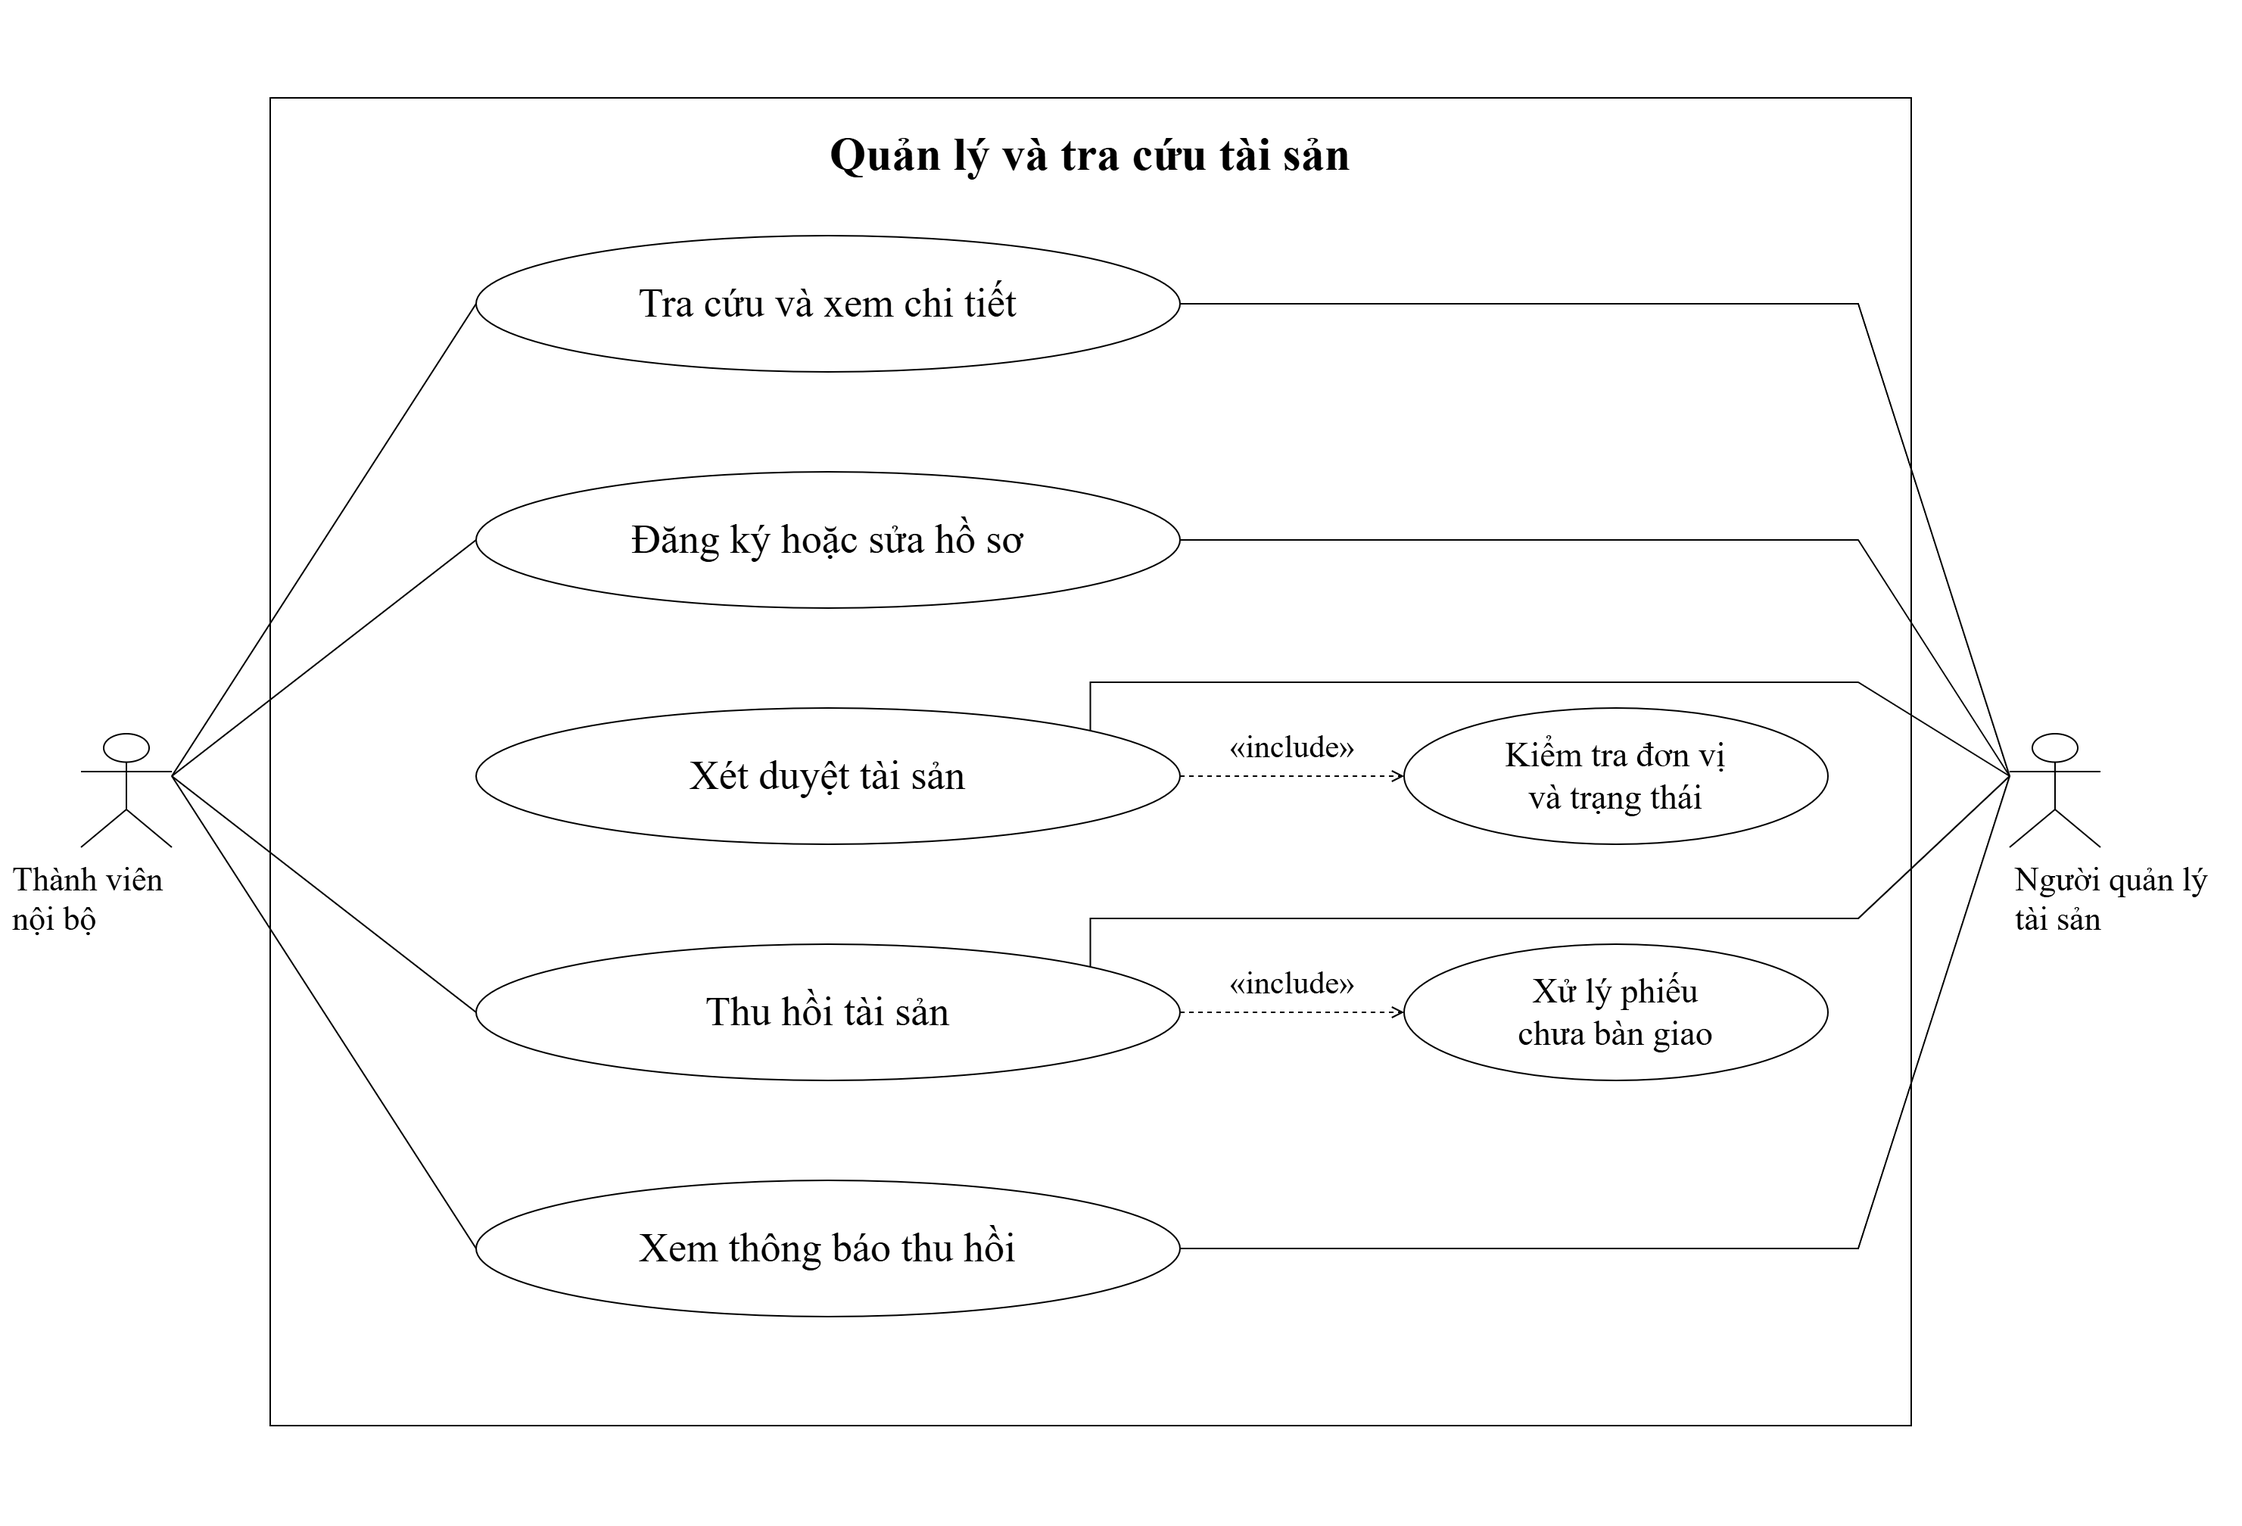 Quản lý và tra cứu tài sản
Tra cứu và xem chi tiết
Đăng ký hoặc sửa hồ sơ
Xét duyệt tài sản
«include»
Kiểm tra đơn vị
và trạng thái
Thành viên
nội bộ
Người quản lý
tài sản
Thu hồi tài sản
«include»
Xử lý phiếu
chưa bàn giao
Xem thông báo thu hồi